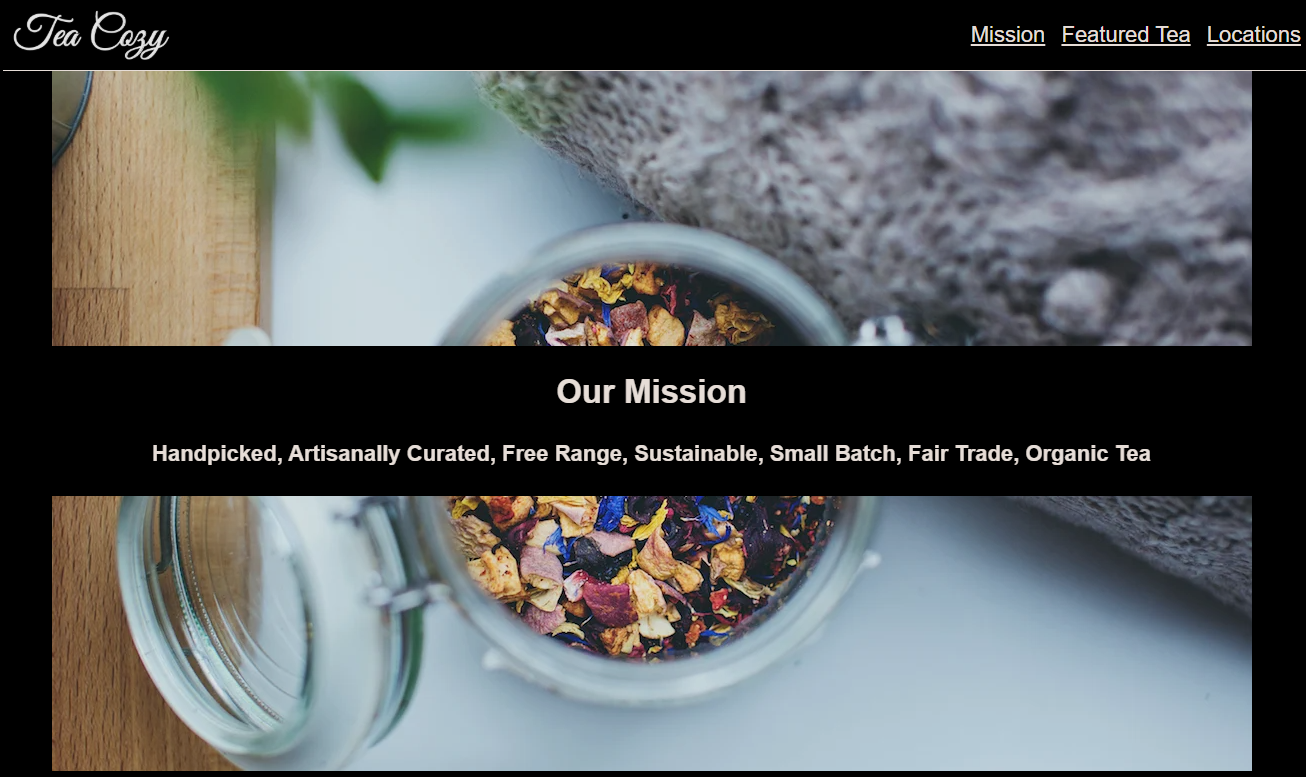 Tea Cozy
Mission Featured Tea Locations
Our Mission
Handpicked, Artisanally Curated, Free Range, Sustainable, Small Batch, Fair Trade, Organic Tea